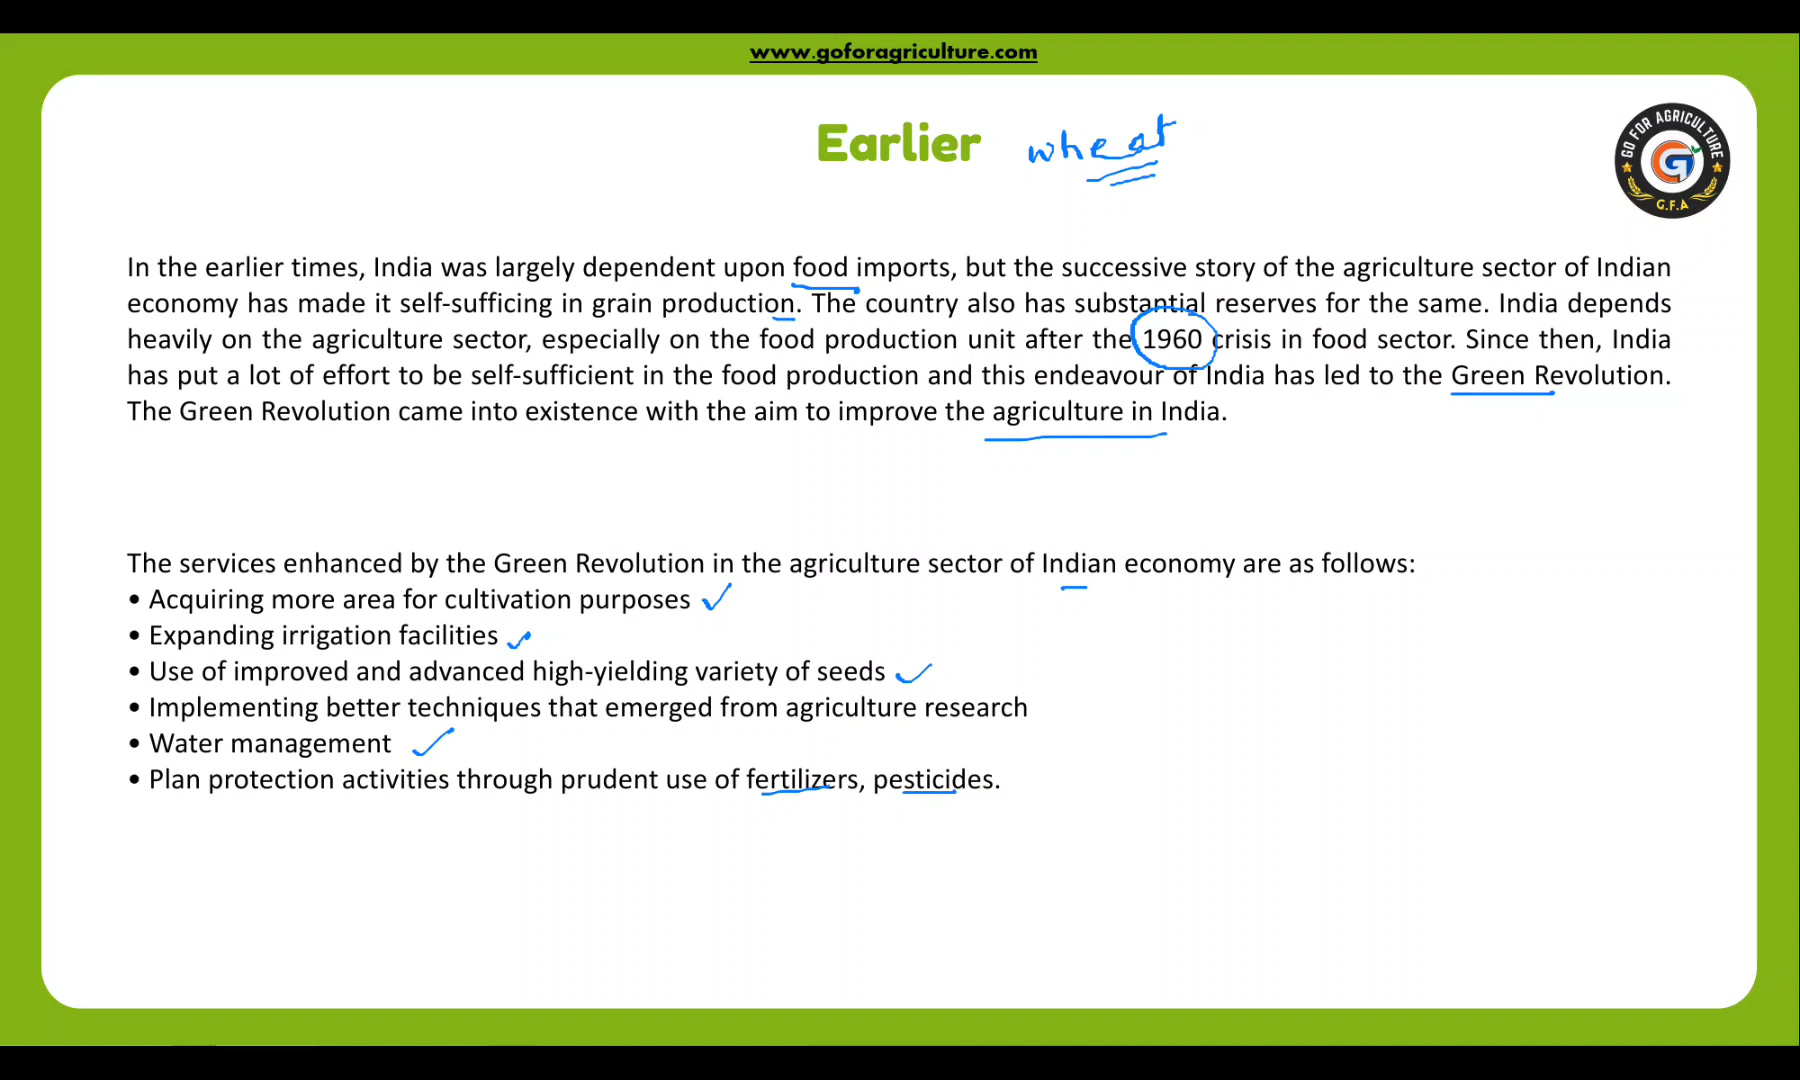 www.goforagriculture.com
Earlier wheat
GO FOR AGRICULTURE
G.F.A
In the earlier times, India was largely dependent upon food imports, but the successive story of the agriculture sector of Indian
economy has made it self-sufficing in grain production. The country also has substantial reserves for the same. India depends
heavily on the agriculture sector, especially on the food production unit after the 1960 crisis in food sector. Since then, India
has put a lot of effort to be self-sufficient in the food production and this endeavour of India has led to the Green Revolution.
The Green Revolution came into existence with the aim to improve the agriculture in India.
The services enhanced by the Green Revolution in the agriculture sector of Indian economy are as follows:
• Acquiring more area for cultivation purposes
• Expanding irrigation facilities
• Use of improved and advanced high-yielding variety of seeds
• Implementing better techniques that emerged from agriculture research
• Water management
• Plan protection activities through prudent use of fertilizers, pesticides.